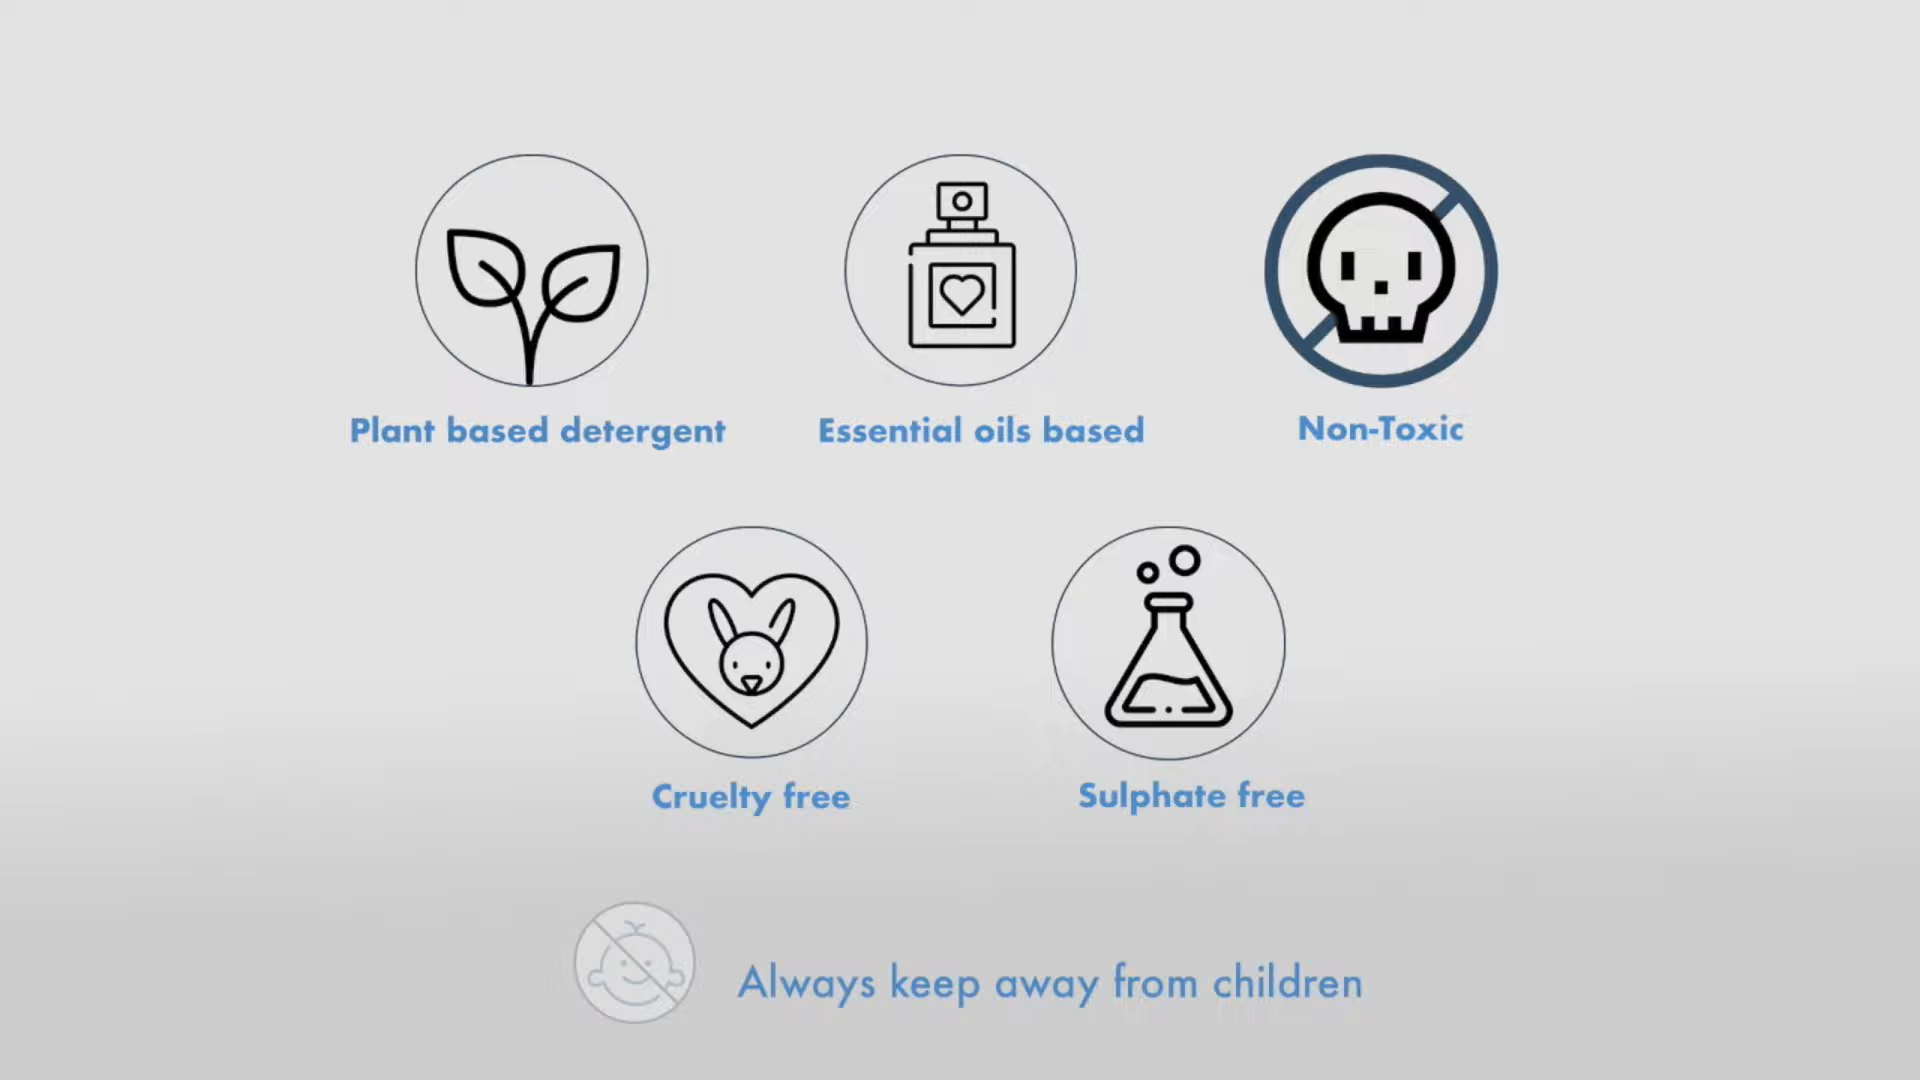 Plant based detergent
Essential oils based
Non-Toxic
Cruelty free
Sulphate free
Always keep away from children